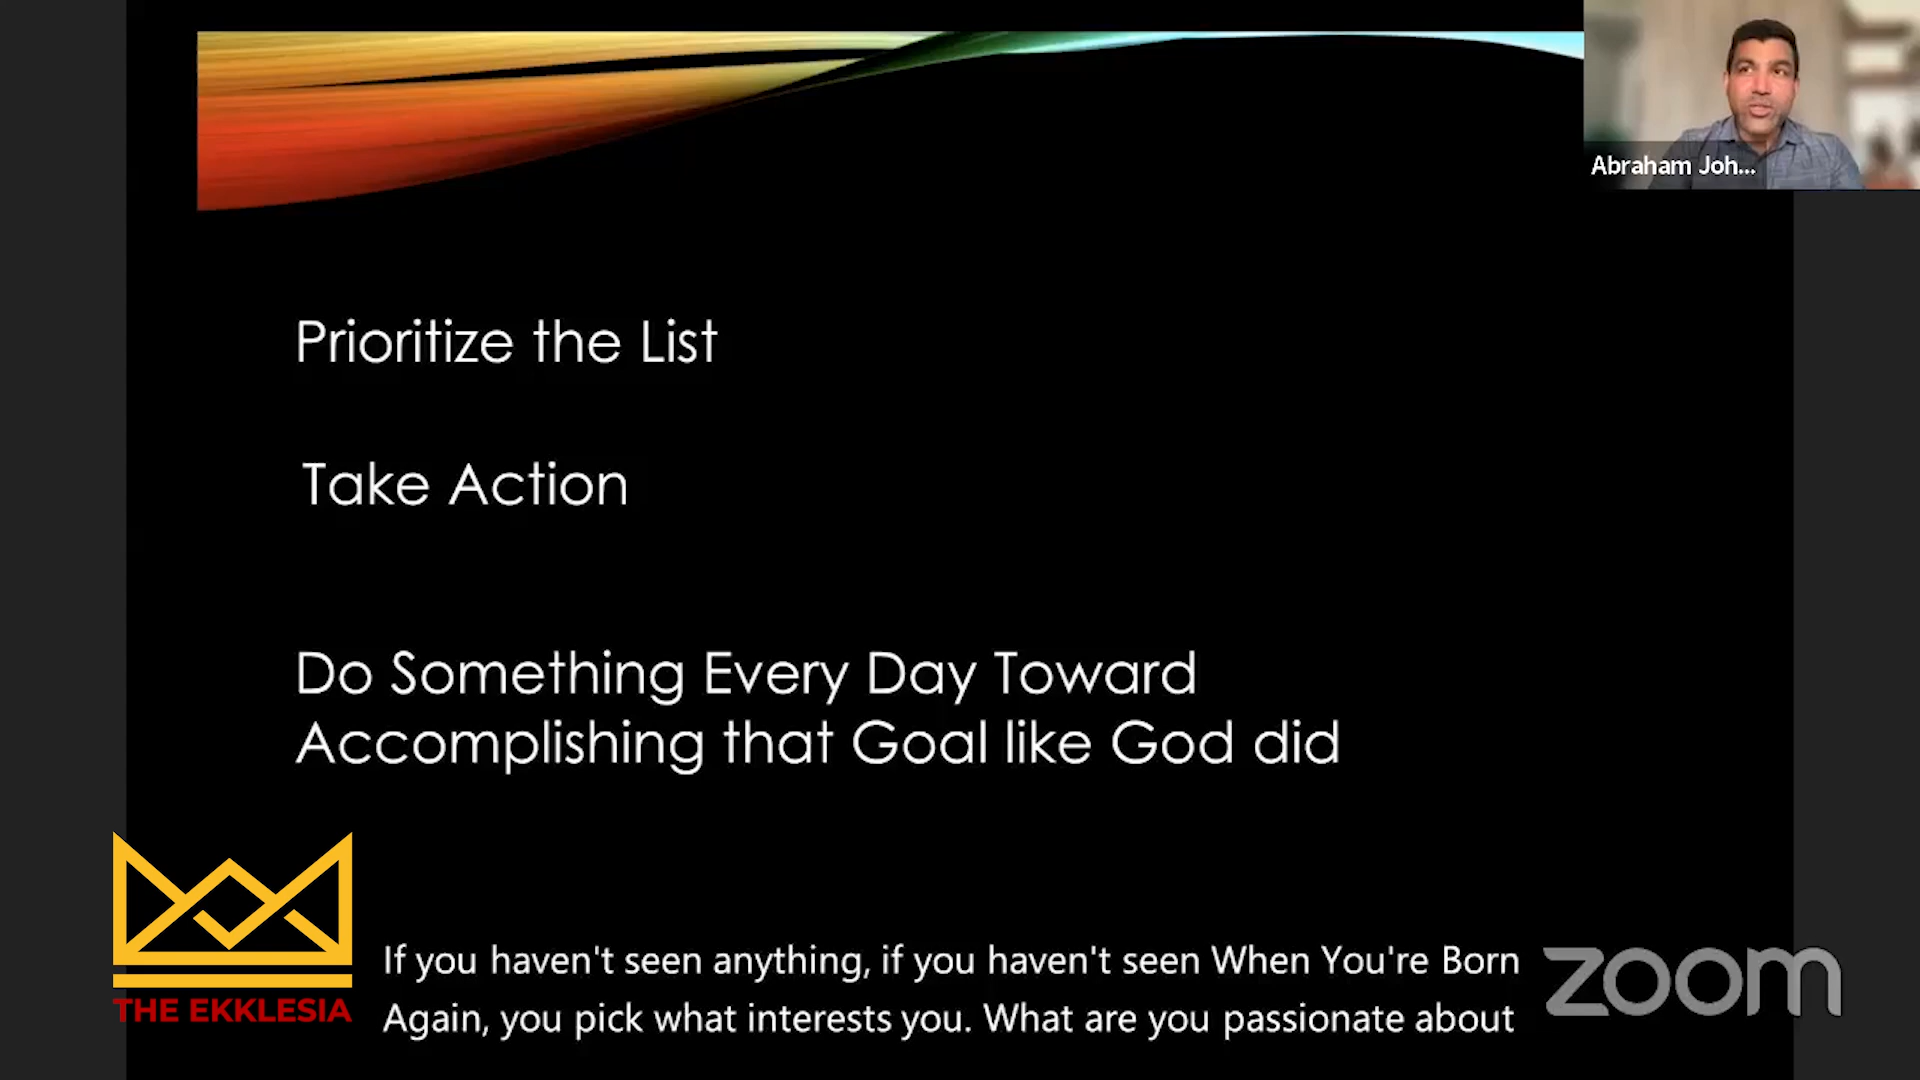 Abraham Joh...
Prioritize the List
Take Action
Do Something Every Day Toward
Accomplishing that Goal like God did
THE EKKLESIA
If you haven't seen anything, if you haven't seen When You're Born
Again, you pick what interests you. What are you passionate about
zoom